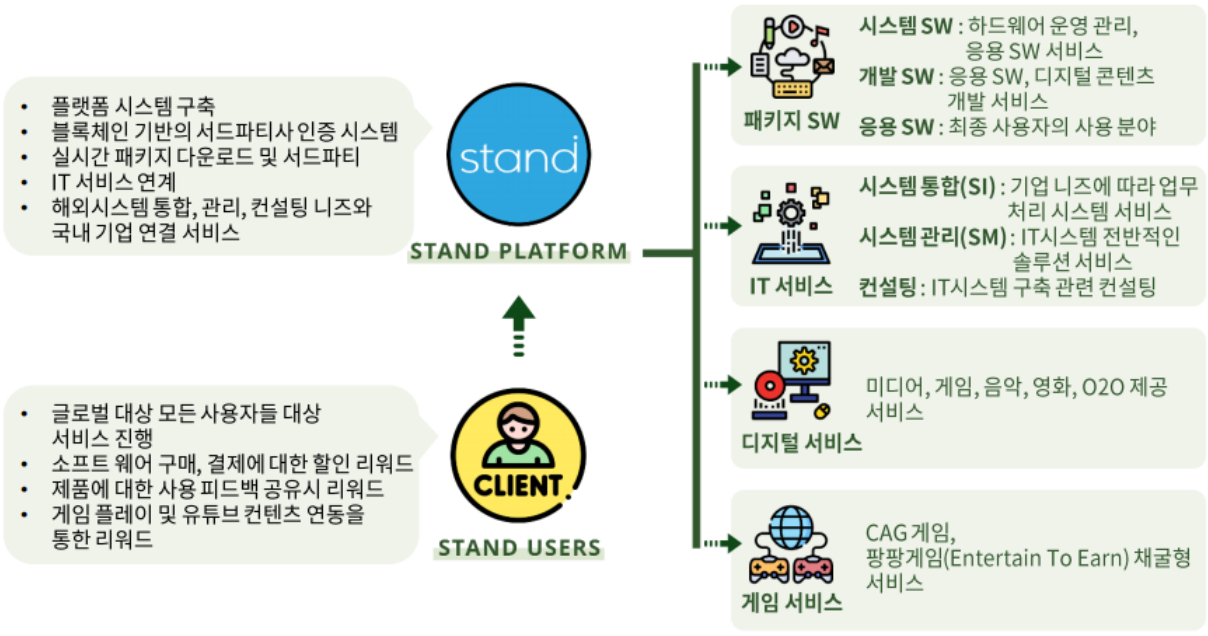 • 플랫폼 시스템 구축
• 블록체인 기반의 서드파티사 인증 시스템
• 실시간 패키지 다운로드 및 서드파티
• IT 서비스 연계
• 해외시스템 통합, 관리, 컨설팅 니즈와
국내 기업 연결 서비스
stand
STAND PLATFORM
• 글로벌 대상 모든 사용자들 대상
서비스 진행
• 소프트 웨어 구매, 결제에 대한 할인 리워드
• 제품에 대한 사용 피드백 공유시 리워드
• 게임 플레이 및 유튜브 컨텐츠 연동을
통한 리워드
CLIENT
STAND USERS
패키지 SW
시스템 SW : 하드웨어 운영 관리,
응용 SW 서비스
개발 SW : 응용 SW, 디지털 콘텐츠
개발 서비스
응용 SW : 최종 사용자의 사용 분야
IT 서비스
시스템 통합(SI) : 기업 니즈에 따라 업무
처리 시스템 서비스
시스템 관리(SM) : IT시스템 전반적인
솔루션 서비스
컨설팅 : IT시스템 구축 관련 컨설팅
디지털 서비스
미디어, 게임, 음악, 영화, O2O 제공
서비스
게임 서비스
CAG 게임,
팡팡게임(Entertain To Earn) 채굴형
서비스